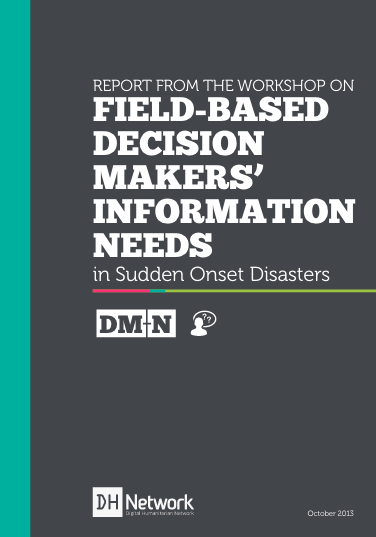 REPORT FROM THE WORKSHOP ON
FIELD-BASED
DECISION
MAKERS’
INFORMATION
NEEDS
in Sudden Onset Disasters
DM-N
??
DH Network
Digital Humanitarian Network
October 2013